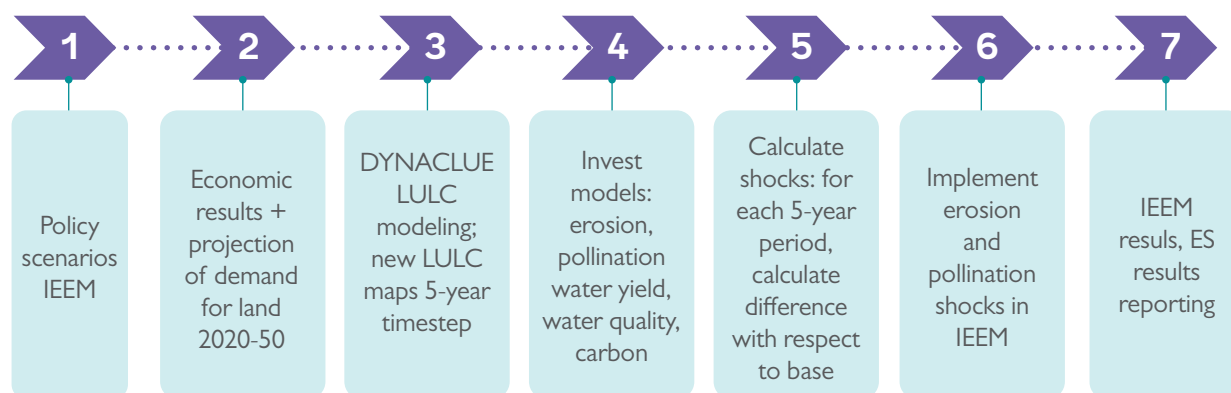 1
2
3
4
5
6
7
Policy
scenarios
IEEM
Economic
results +
projection
of demand
for land
2020-50
DYNACLUE
LULC
modeling;
new LULC
maps 5-year
timestep
Invest
models:
erosion,
pollination
water yield,
water quality,
carbon
Calculate
shocks: for
each 5-year
period,
calculate
difference
with respect
to base
Implement
erosion
and
pollination
shocks in
IEEM
IEEM
resuls, ES
results
reporting